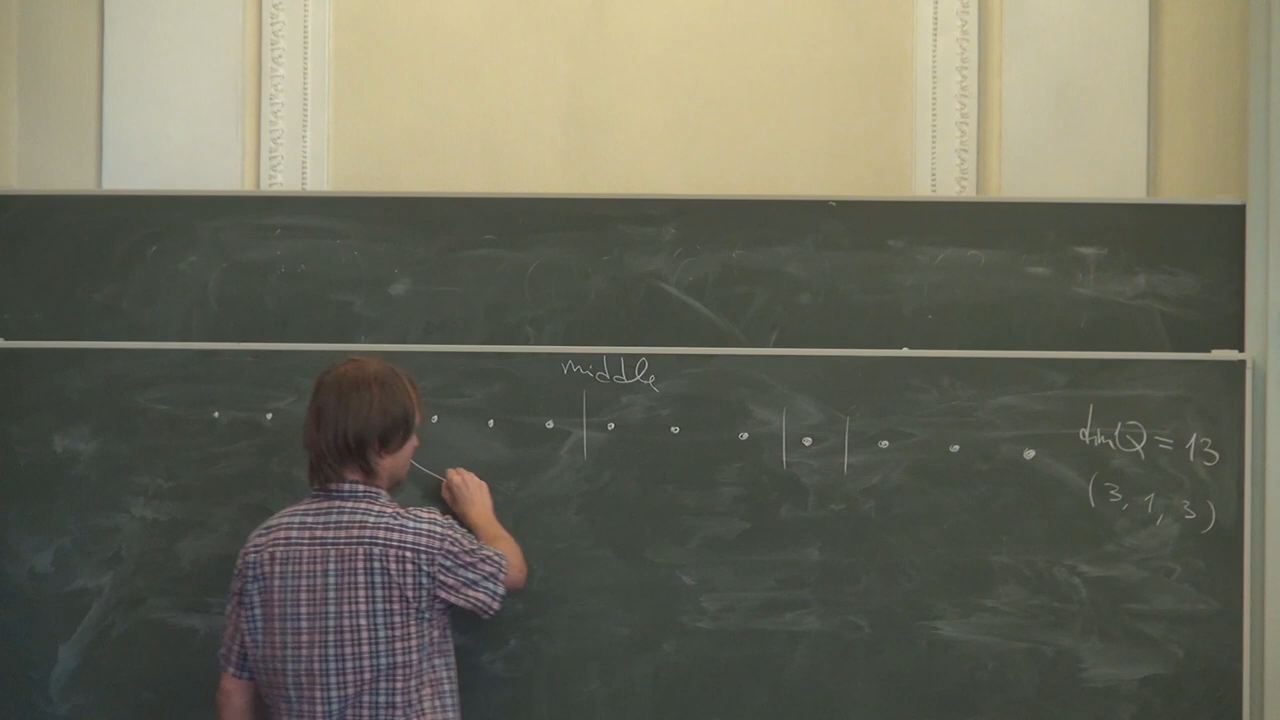 middle
dim Q = 13
(3, 1, 3)